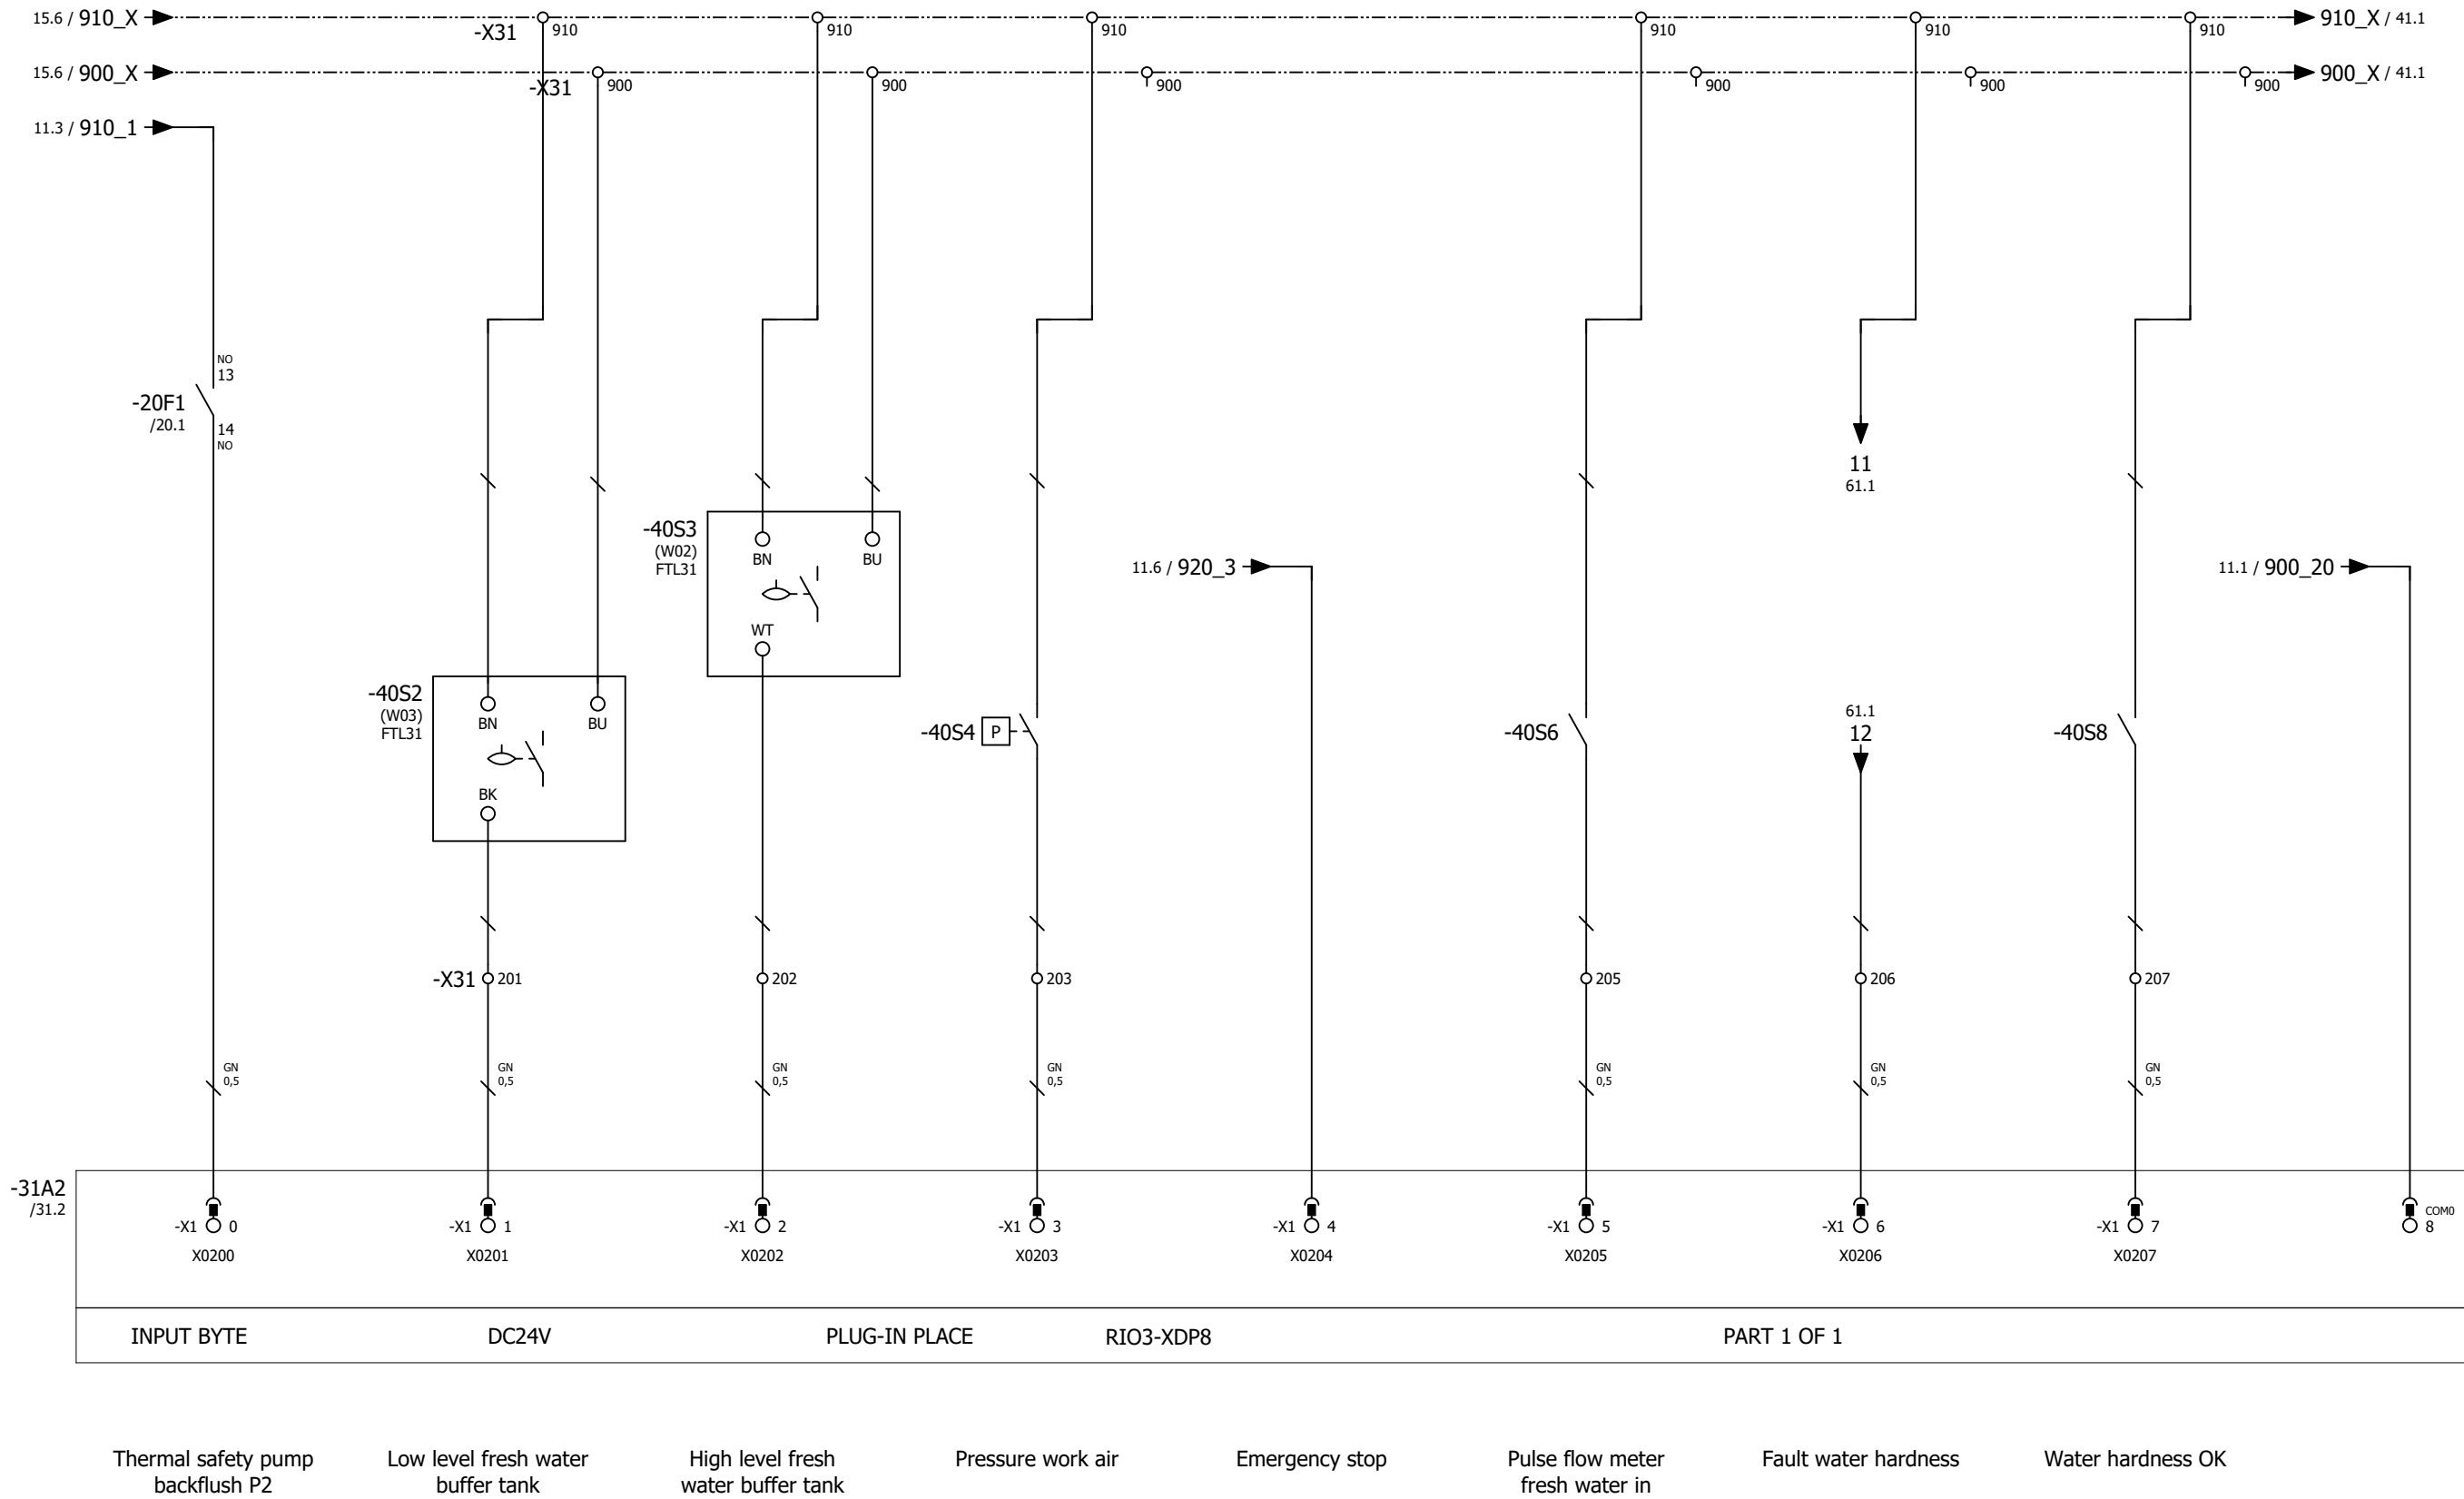 15.6 / 910_X
-X31
910
910
910
910
910
910
910_X / 41.1
15.6 / 900_X
-X31
900
900
900
900
900
900
900_X / 41.1
11.3 / 910_1
NO
13
-20F1
/20.1
14
NO
11
61.1
-40S3
(W02)
FTL31
BN
BU
WT
11.6 / 920_3
11.1 / 900_20
-40S2
(W03)
FTL31
BN
BU
BK
-40S4
P
-40S6
61.1
12
-40S8
-X31
201
202
203
205
206
207
GN
0,5
GN
0,5
GN
0,5
GN
0,5
GN
0,5
GN
0,5
GN
0,5
-31A2
/31.2
-X1 0
-X1 1
-X1 2
-X1 3
-X1 4
-X1 5
-X1 6
-X1 7
COM0
8
X0200
X0201
X0202
X0203
X0204
X0205
X0206
X0207
INPUT BYTE
DC24V
PLUG-IN PLACE
RIO3-XDP8
PART 1 OF 1
Thermal safety pump
backflush P2
Low level fresh water
buffer tank
High level fresh
water buffer tank
Pressure work air
Emergency stop
Pulse flow meter
fresh water in
Fault water hardness
Water hardness OK